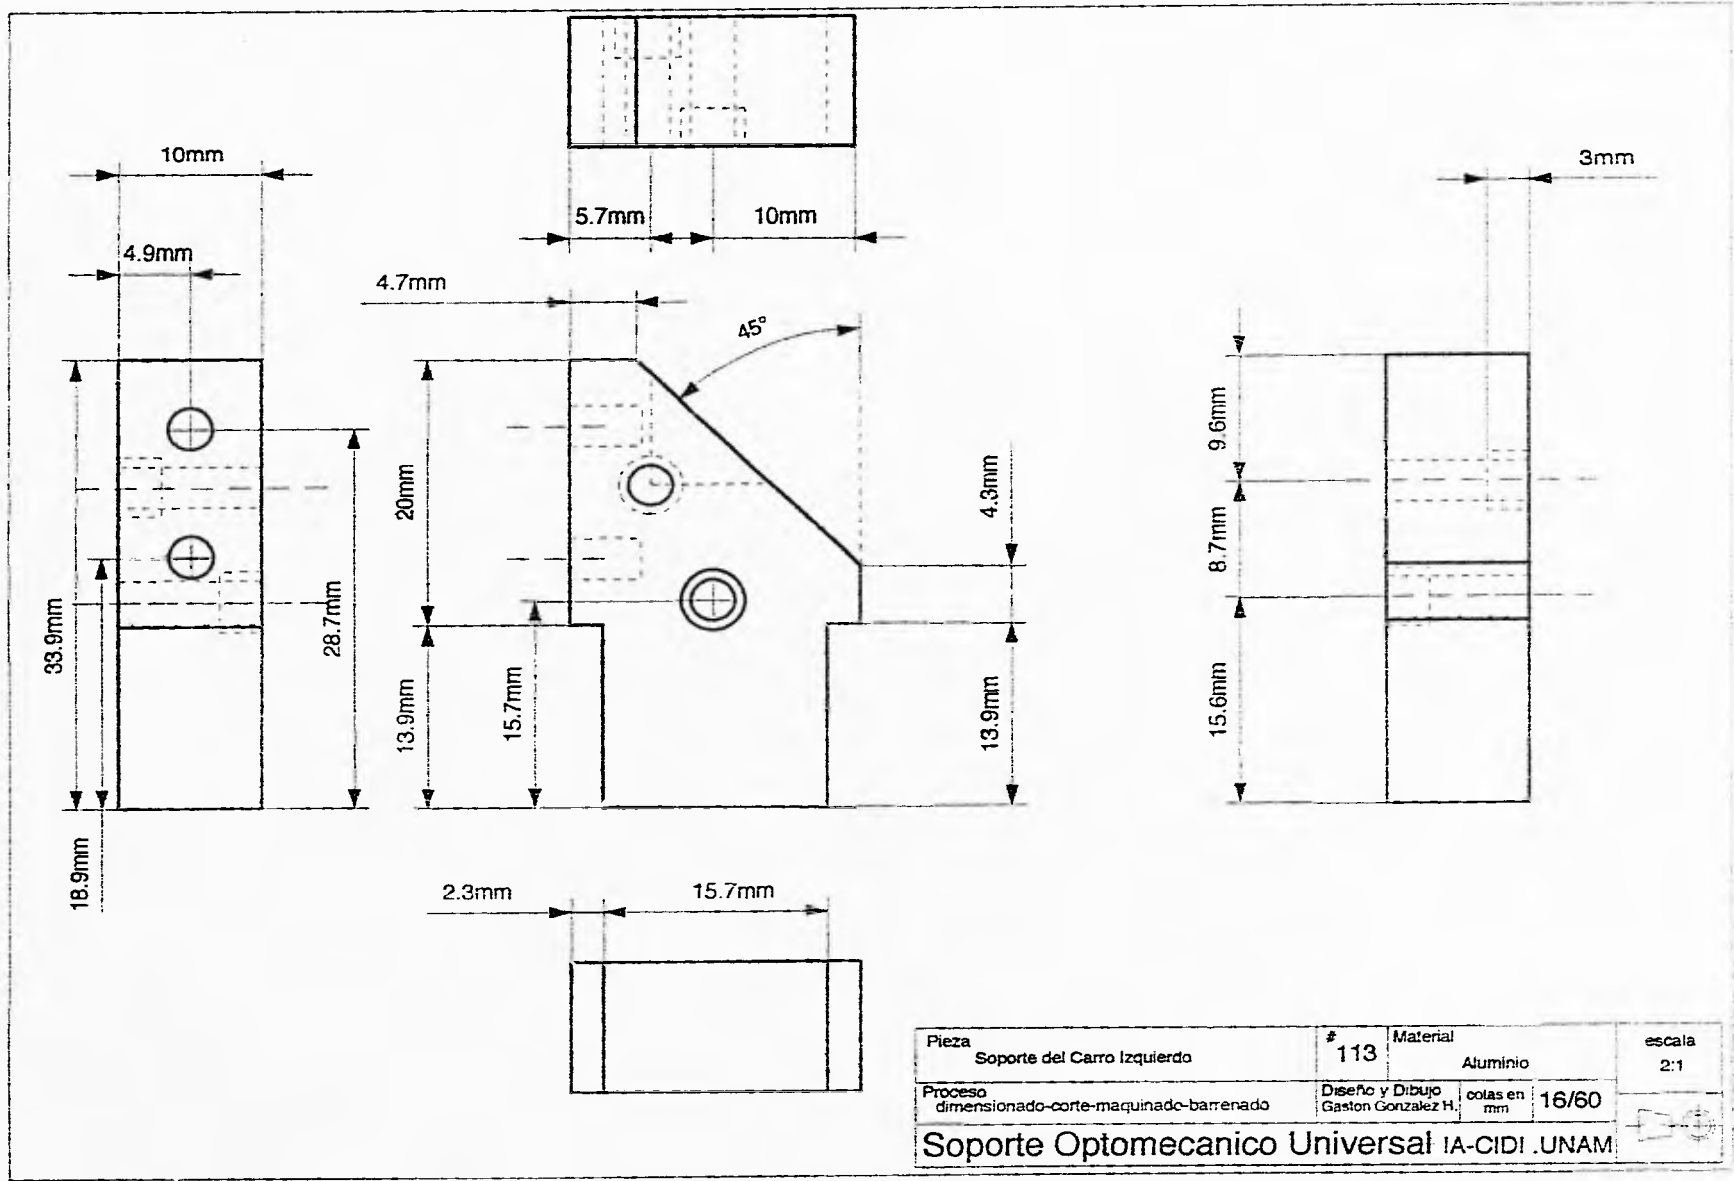 10mm
3mm
5.7mm
10mm
4.9mm
4.7mm
45°
9.6mm
20mm
4.3mm
8.7mm
33.9mm
28.7mm
15.7mm
13.9mm
13.9mm
15.6mm
18.9mm
2.3mm
15.7mm
Pieza
Soporte del Carro Izquierdo
# 113
Material
Aluminio
escala
2:1
Proceso
dimensionado-corte-maquinado-barrenado
Diseño y Dibujo
Gaston Gonzalez H.
cotas en
mm
16/60
Soporte Optomecanico Universal IA-CIDI .UNAM